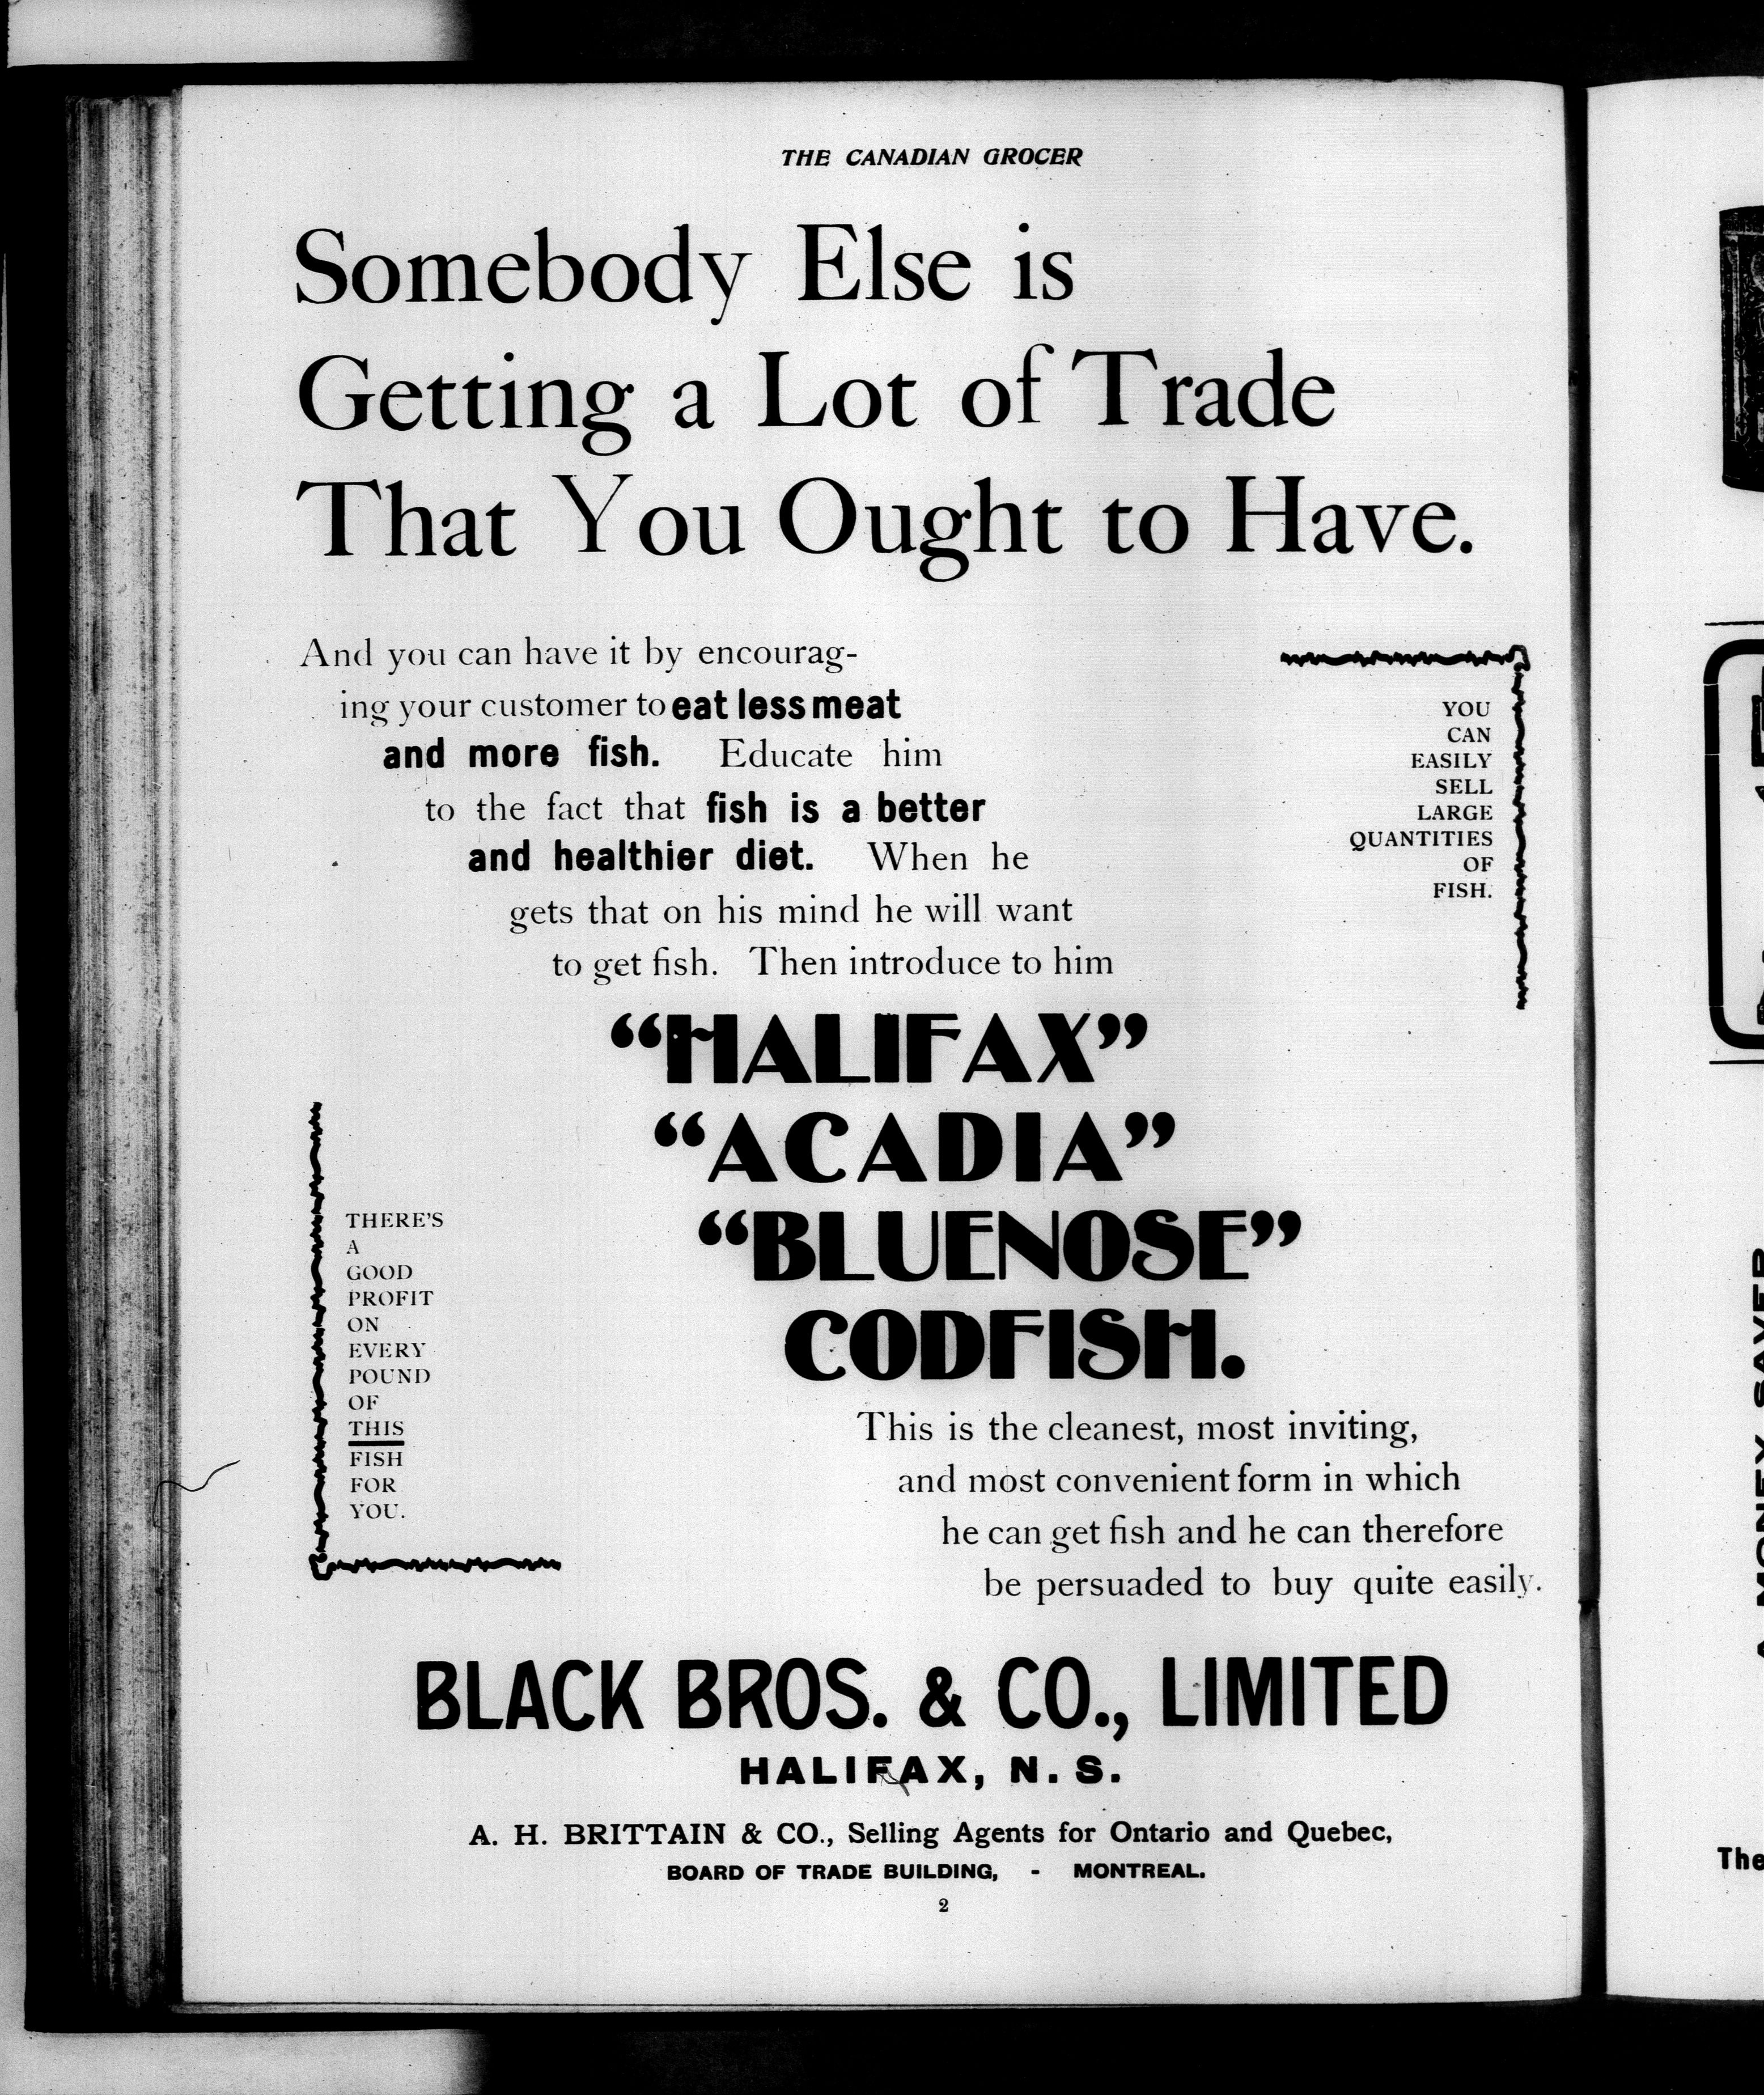 THE CANADIAN GROCER
Somebody Else is
Getting a Lot of Trade
That You Ought to Have.
And you can have it by encourag-
ing your customer to eat less meat
and more fish. Educate him
to the fact that fish is a better
and healthier diet. When he
gets that on his mind he will want
to get fish. Then introduce to him
YOU
CAN
EASILY
SELL
LARGE
QUANTITIES
OF
FISH.
"HALIFAX"
"ACADIA"
"BLUENOSE"
CODFISH.
THERE'S
A
GOOD
PROFIT
ON
EVERY
POUND
OF
THIS
FISH
FOR
YOU.
This is the cleanest, most inviting,
and most convenient form in which
he can get fish and he can therefore
be persuaded to buy quite easily.
BLACK BROS. & CO., LIMITED
HALIFAX, N. S.
A. H. BRITTAIN & CO., Selling Agents for Ontario and Quebec,
BOARD OF TRADE BUILDING, - MONTREAL.
2
MONEY SAVER
The